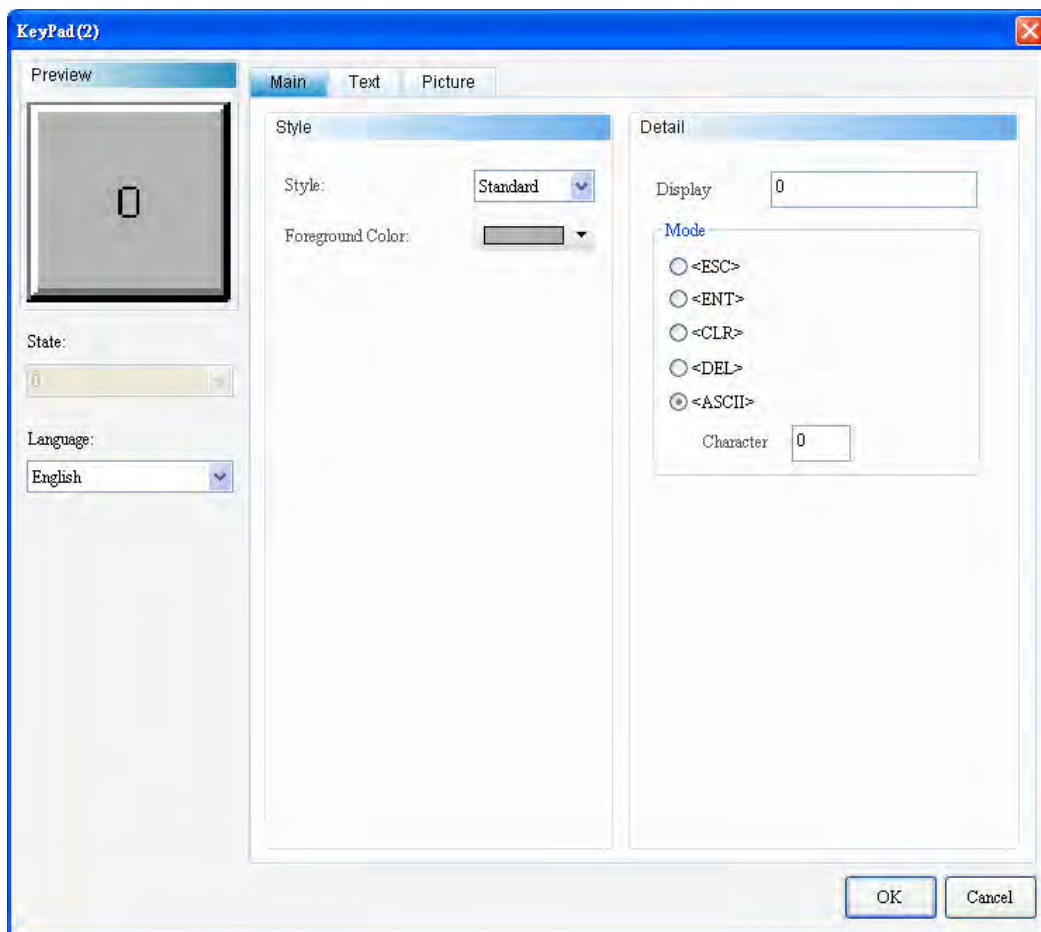 KeyPad(2)
Preview
0
State:
0
Language:
English
Main Text Picture
Style
Style: Standard
Foreground Color:
Detail
Display 0
Mode
<ESC>
<ENT>
<CLR>
<DEL>
<ASCII>
Character 0
OK Cancel